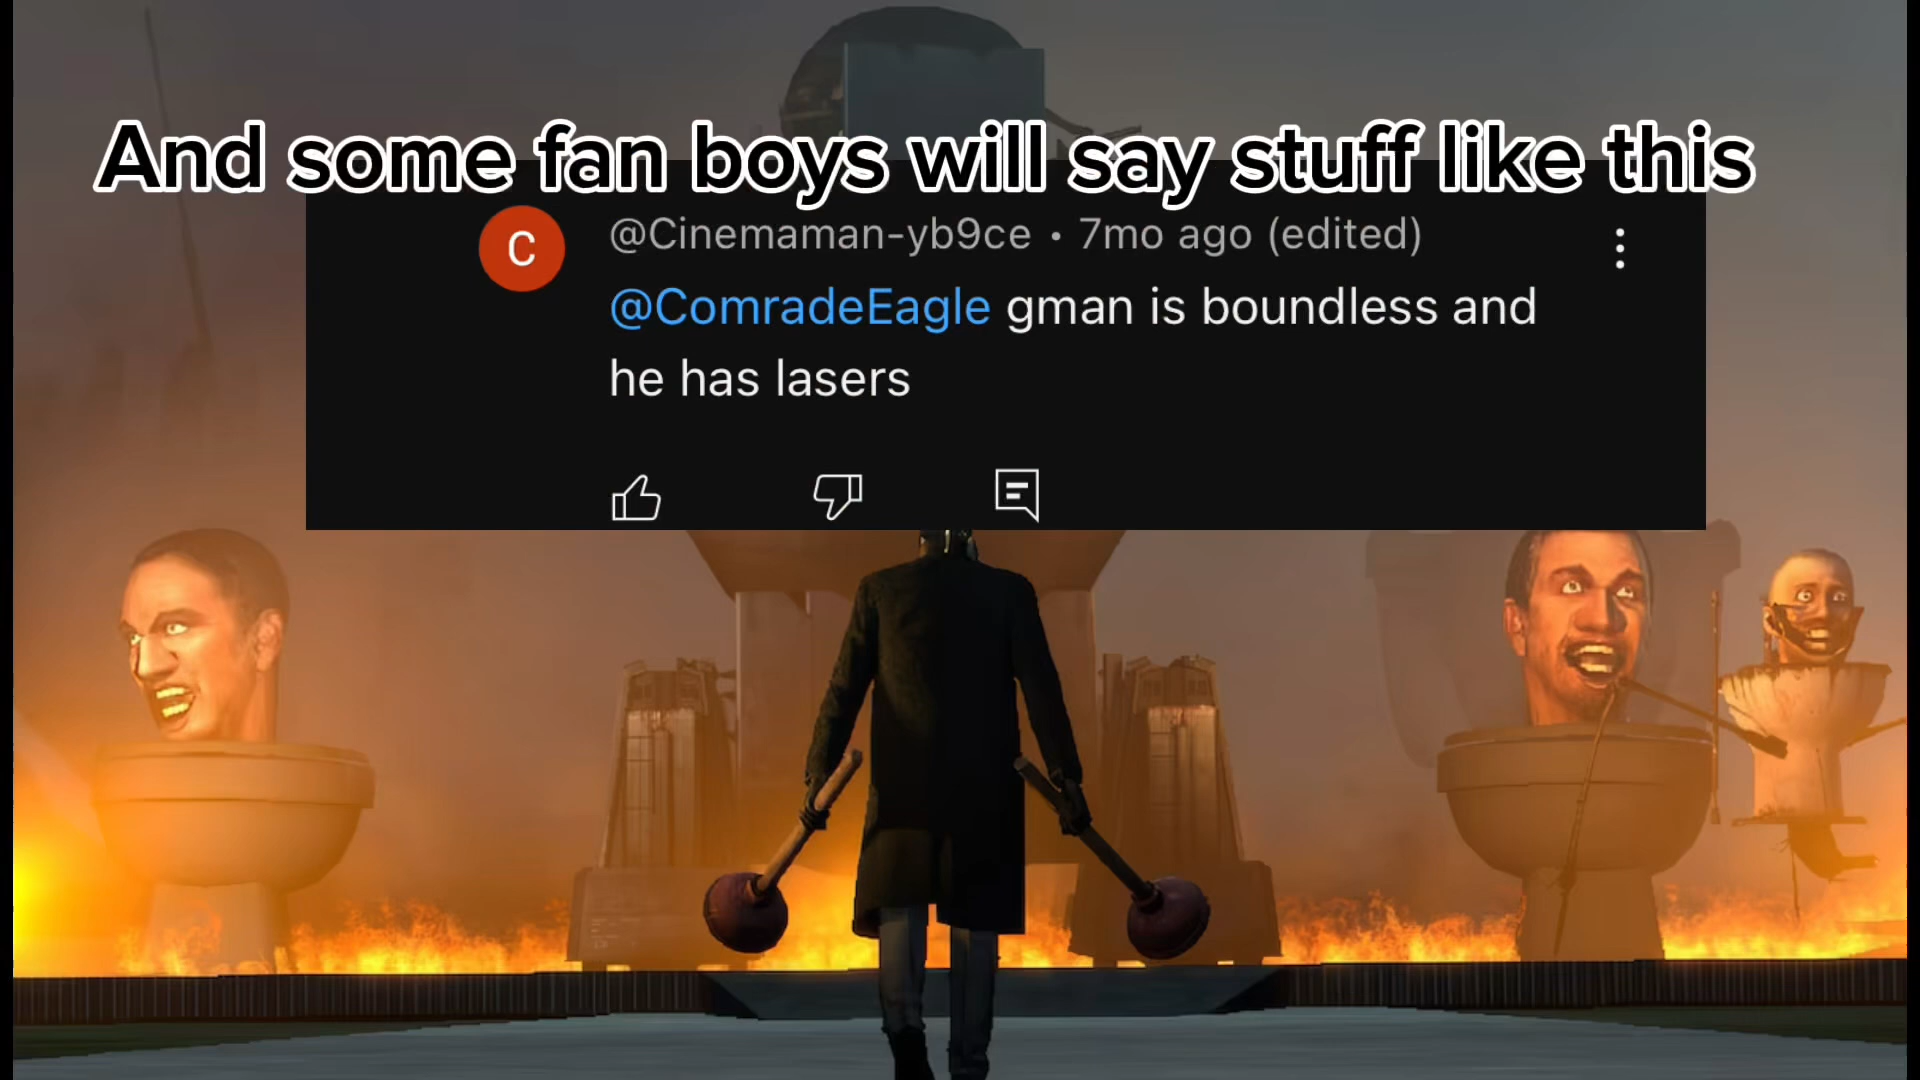 And some fan boys will say stuff like this
C
@Cinemaman-yb9ce • 7mo ago (edited)
@ComradeEagle gman is boundless and
he has lasers